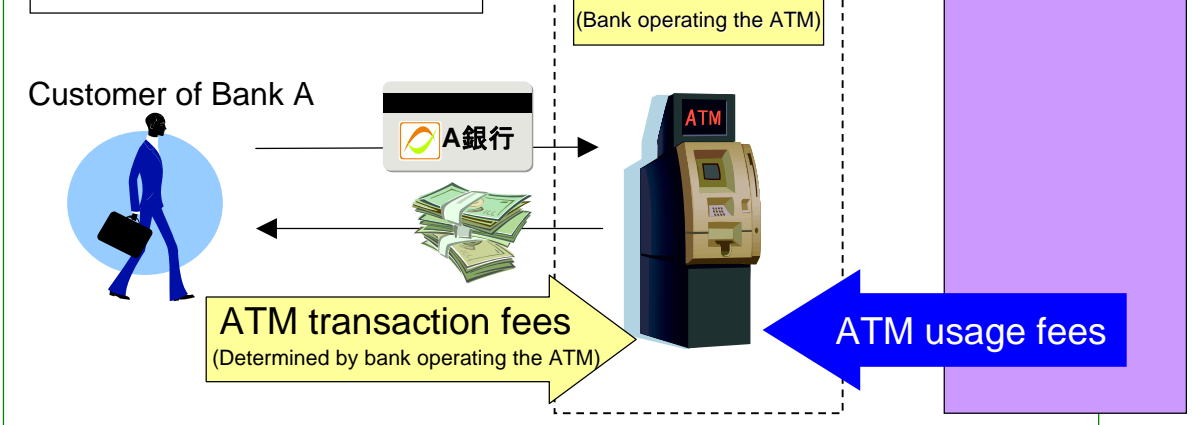 (Bank operating the ATM)
Customer of Bank A
ATM
A銀行
ATM transaction fees
(Determined by bank operating the ATM)
ATM usage fees